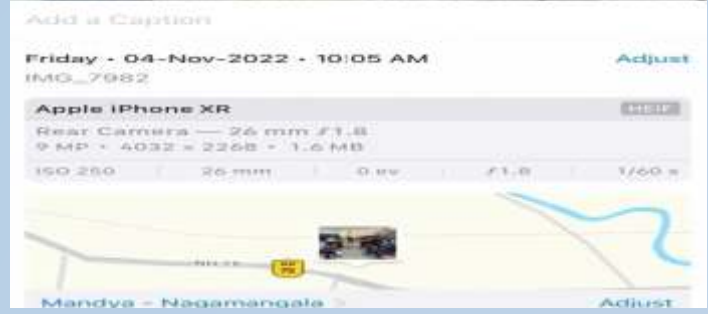 Add a Caption
Friday • 04-Nov-2022 • 10:05 AM Adjust
IMG_7982
Apple iPhone XR HEIF
Rear Camera — 26 mm ƒ1.8
9 MP • 4032 × 2268 • 1.6 MB
ISO 250 26 mm 0 ev ƒ1.8 1/60 s
Mandya - Nagamangala > Adjust